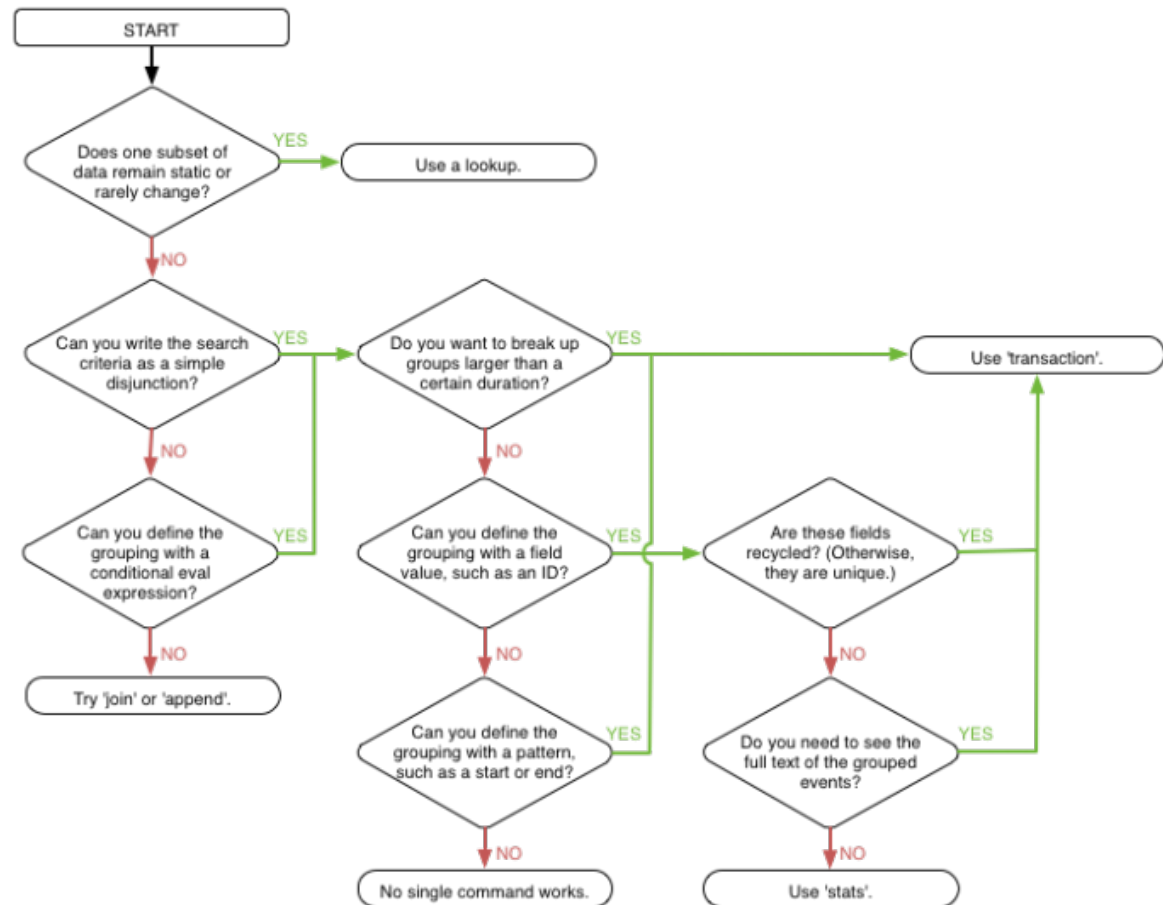 START
Does one subset of
data remain static or
rarely change?
YES
Use a lookup.
NO
Can you write the search
criteria as a simple
disjunction?
YES
Do you want to break up
groups larger than a
certain duration?
YES
Use 'transaction'.
NO
NO
Can you define the
grouping with a
conditional eval
expression?
YES
Can you define the
grouping with a field
value, such as an ID?
YES
Are these fields
recycled? (Otherwise,
they are unique.)
YES
NO
NO
NO
Try 'join' or 'append'.
Can you define the
grouping with a pattern,
such as a start or end?
YES
Do you need to see the
full text of the grouped
events?
YES
NO
NO
No single command works.
Use 'stats'.